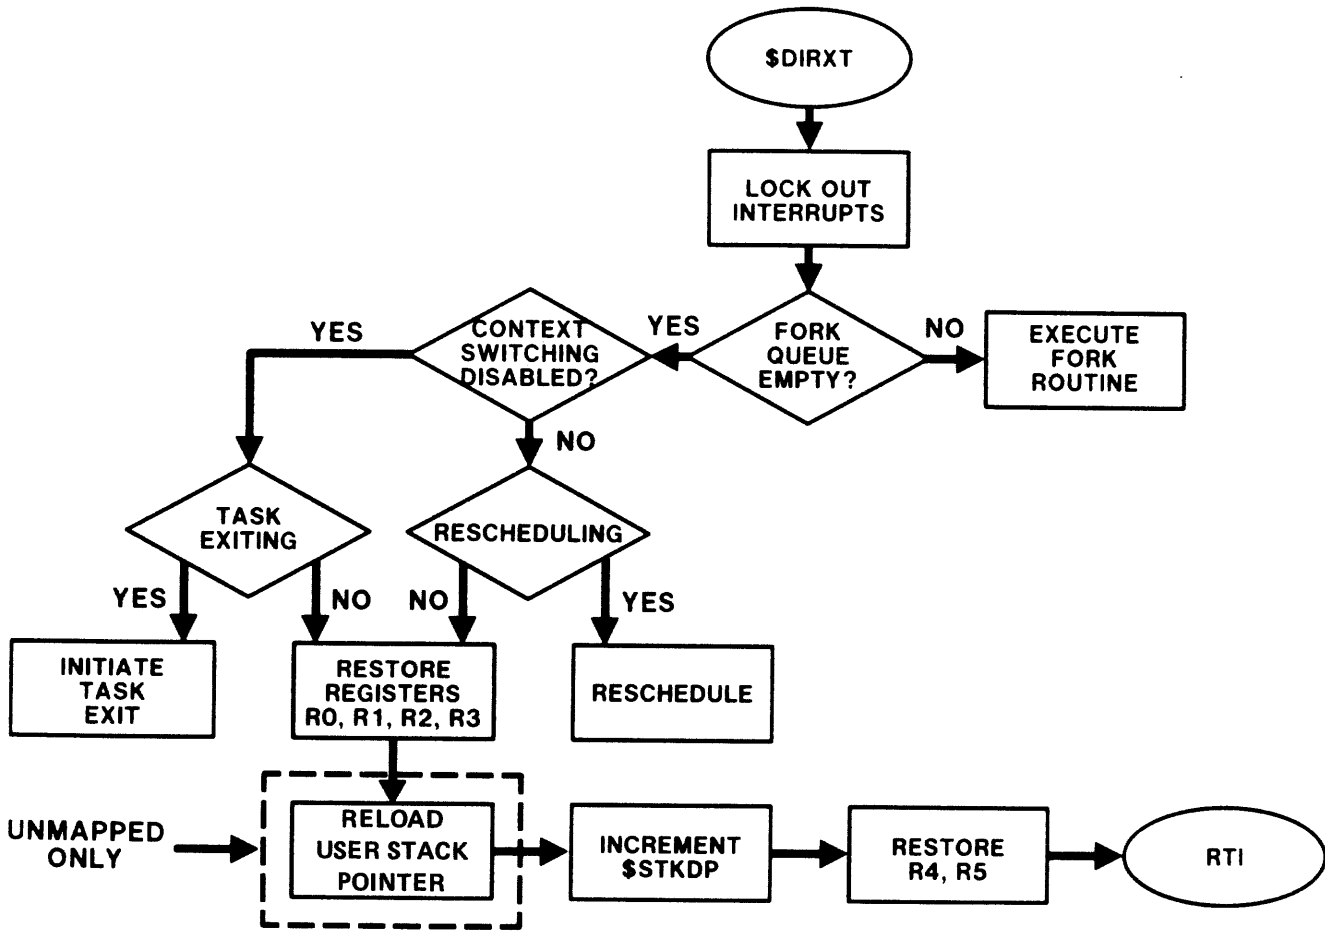 $DIRXT
LOCK OUT
INTERRUPTS
FORK
QUEUE
EMPTY?
NO
EXECUTE
FORK
ROUTINE
YES
CONTEXT
SWITCHING
DISABLED?
YES
NO
TASK
EXITING
RESCHEDULING
YES
NO
NO
YES
INITIATE
TASK
EXIT
RESTORE
REGISTERS
R0, R1, R2, R3
RESCHEDULE
UNMAPPED
ONLY
RELOAD
USER STACK
POINTER
INCREMENT
$STKDP
RESTORE
R4, R5
RTI